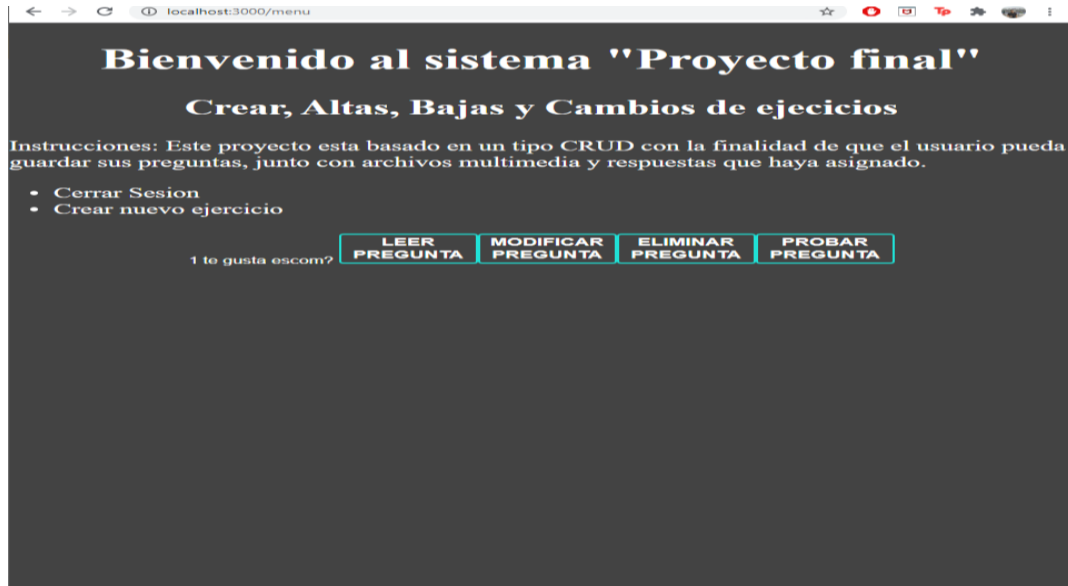 localhost:3000/menu
Bienvenido al sistema "Proyecto final"
Crear, Altas, Bajas y Cambios de ejecicios
Instrucciones: Este proyecto esta basado en un tipo CRUD con la finalidad de que el usuario pueda
guardar sus preguntas, junto con archivos multimedia y respuestas que haya asignado.
• Cerrar Sesion
• Crear nuevo ejercicio
1 te gusta escom?
LEER
PREGUNTA
MODIFICAR
PREGUNTA
ELIMINAR
PREGUNTA
PROBAR
PREGUNTA